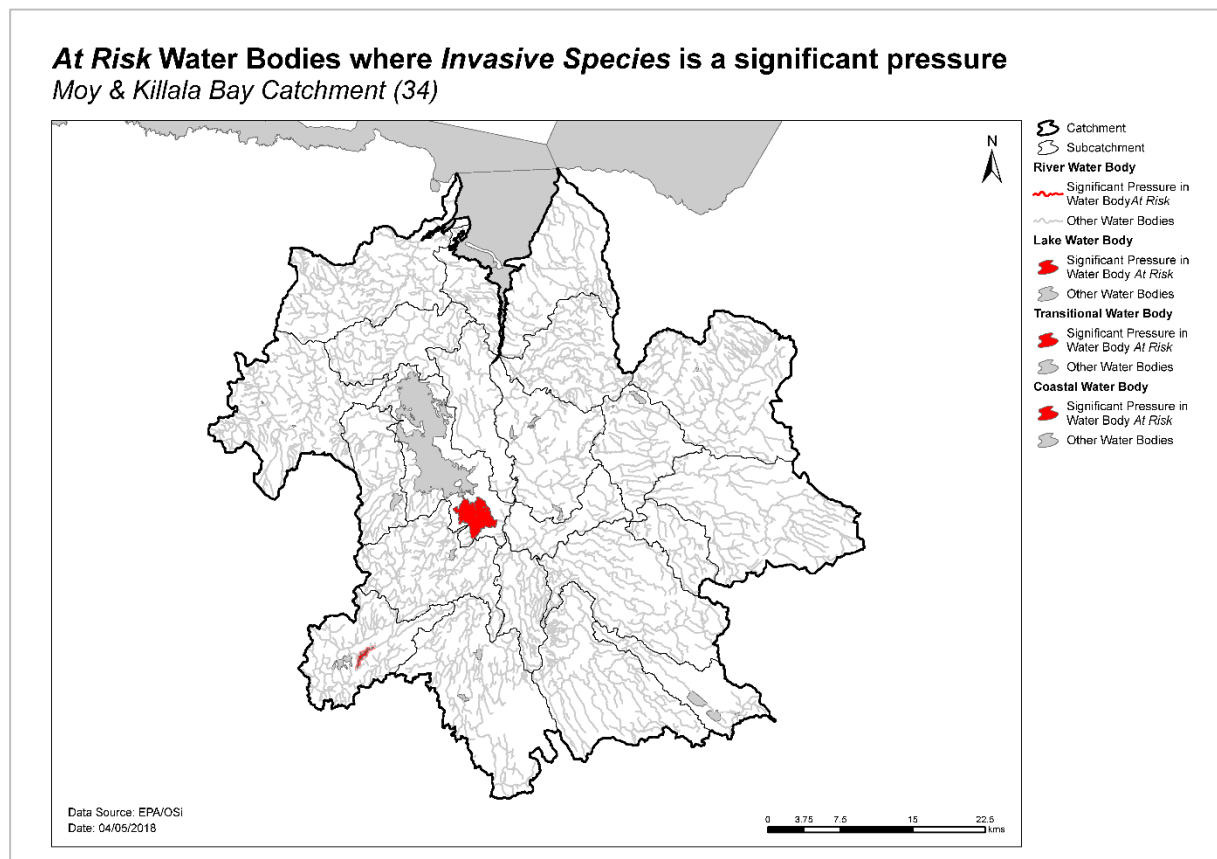 At Risk Water Bodies where Invasive Species is a significant pressure
Moy & Killala Bay Catchment (34)
N
Catchment
Subcatchment
River Water Body
Significant Pressure in
Water BodyAt Risk
Other Water Bodies
Lake Water Body
Significant Pressure in
Water Body At Risk
Other Water Bodies
Transitional Water Body
Significant Pressure in
Water Body At Risk
Other Water Bodies
Coastal Water Body
Significant Pressure in
Water Body At Risk
Other Water Bodies
Data Source: EPA/OSi
Date: 04/05/2018
0 3.75 7.5 15 22.5
kms